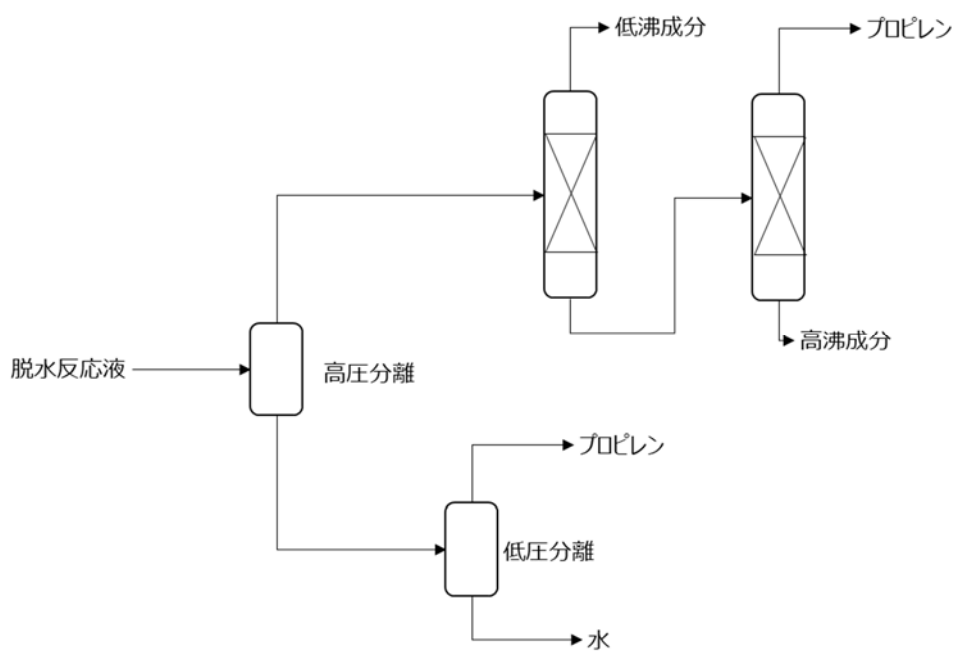 低沸成分
プロピレン
高沸成分
脱水反応液
高圧分離
プロピレン
低圧分離
水